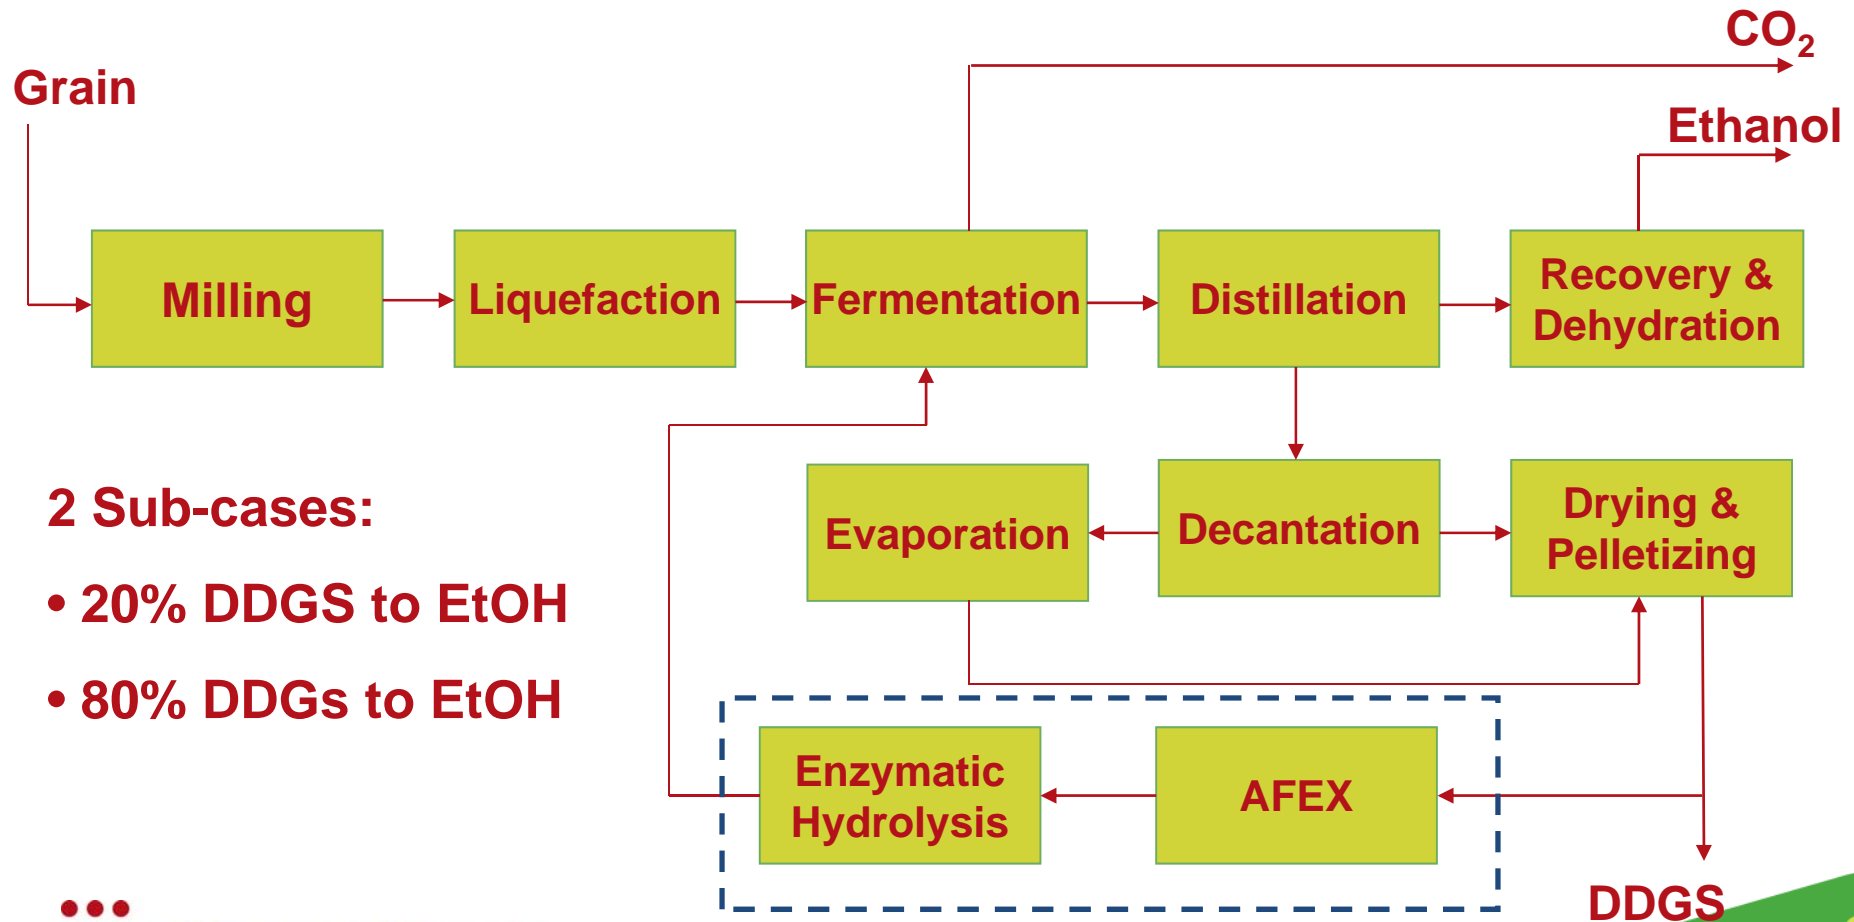 CO₂
Grain
Ethanol
Milling
Liquefaction
Fermentation
Distillation
Recovery &
Dehydration
2 Sub-cases:
• 20% DDGS to EtOH
• 80% DDGs to EtOH
Evaporation
Decantation
Drying &
Pelletizing
Enzymatic
Hydrolysis
AFEX
DDGS